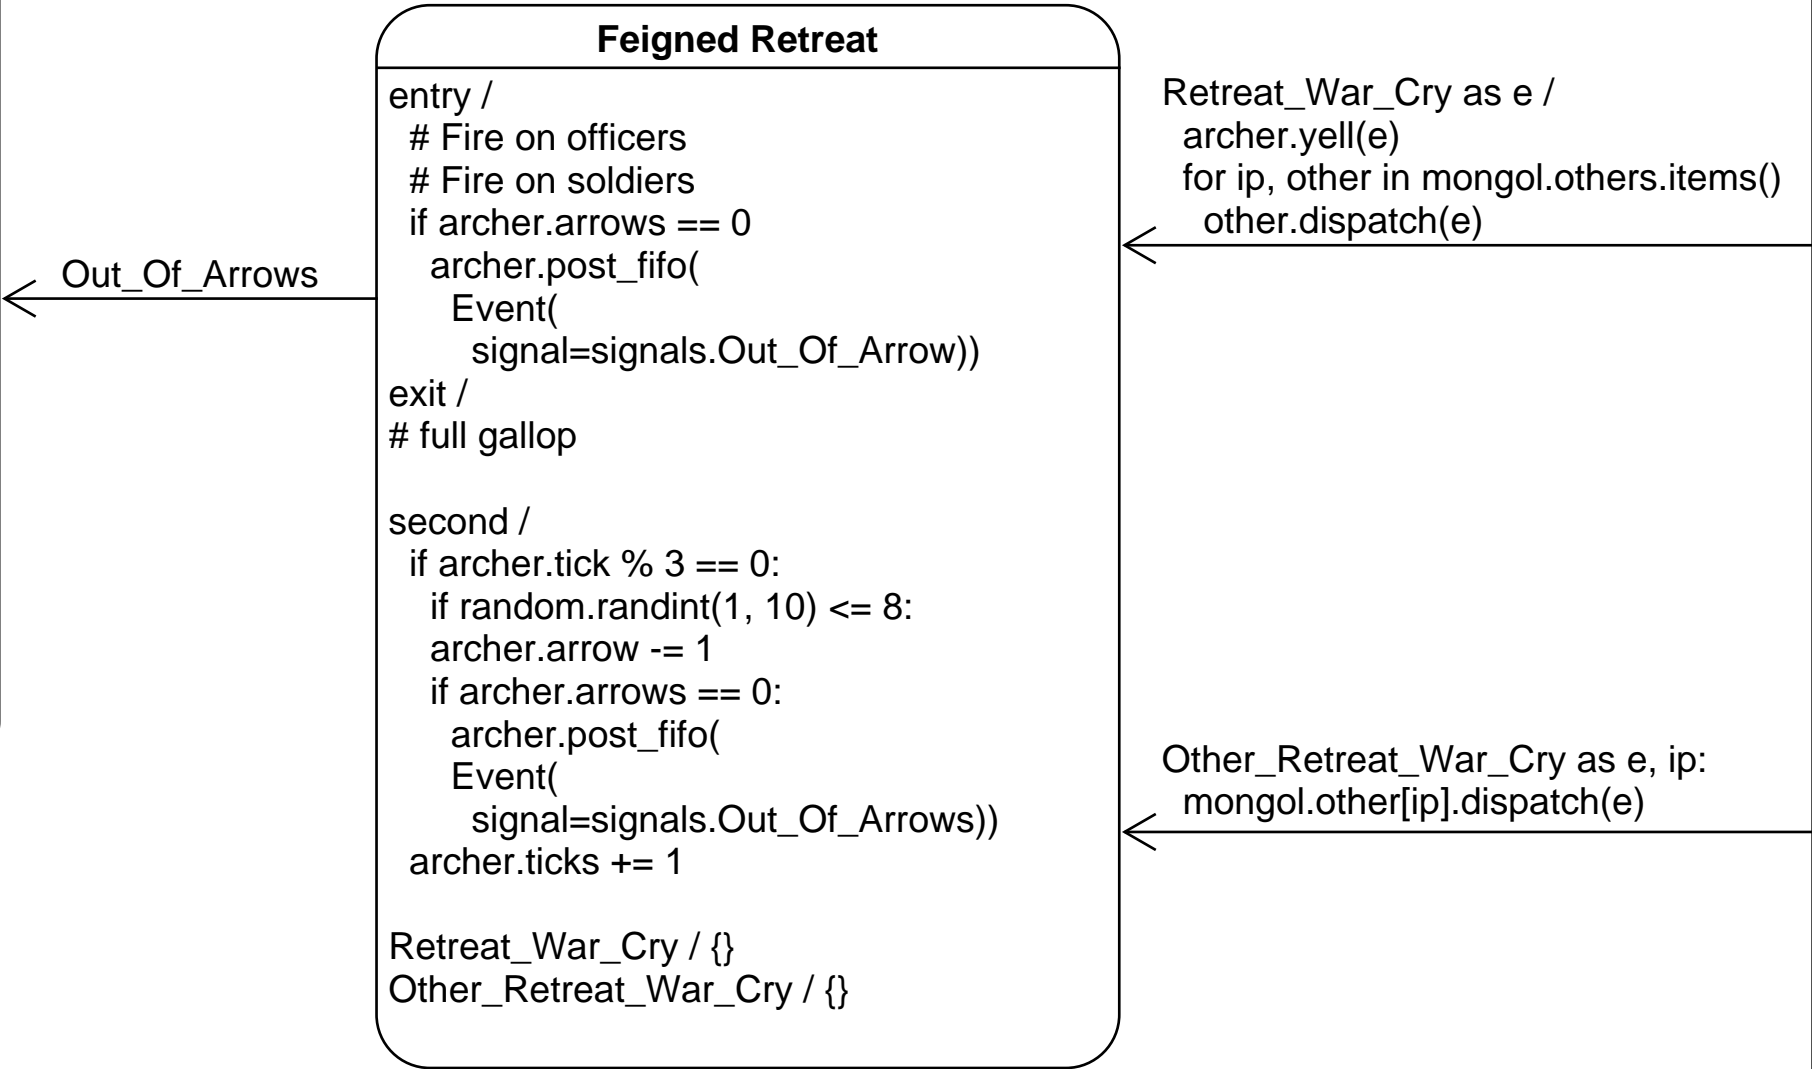 Feigned Retreat
entry /
# Fire on officers
# Fire on soldiers
if archer.arrows == 0
archer.post_fifo(
Event(
signal=signals.Out_Of_Arrow))
exit /
# full gallop
second /
if archer.tick % 3 == 0:
if random.randint(1, 10) <= 8:
archer.arrow -= 1
if archer.arrows == 0:
archer.post_fifo(
Event(
signal=signals.Out_Of_Arrows))
archer.ticks += 1
Retreat_War_Cry / {}
Other_Retreat_War_Cry / {}
Out_Of_Arrows
Retreat_War_Cry as e /
archer.yell(e)
for ip, other in mongol.others.items()
other.dispatch(e)
Other_Retreat_War_Cry as e, ip:
mongol.other[ip].dispatch(e)